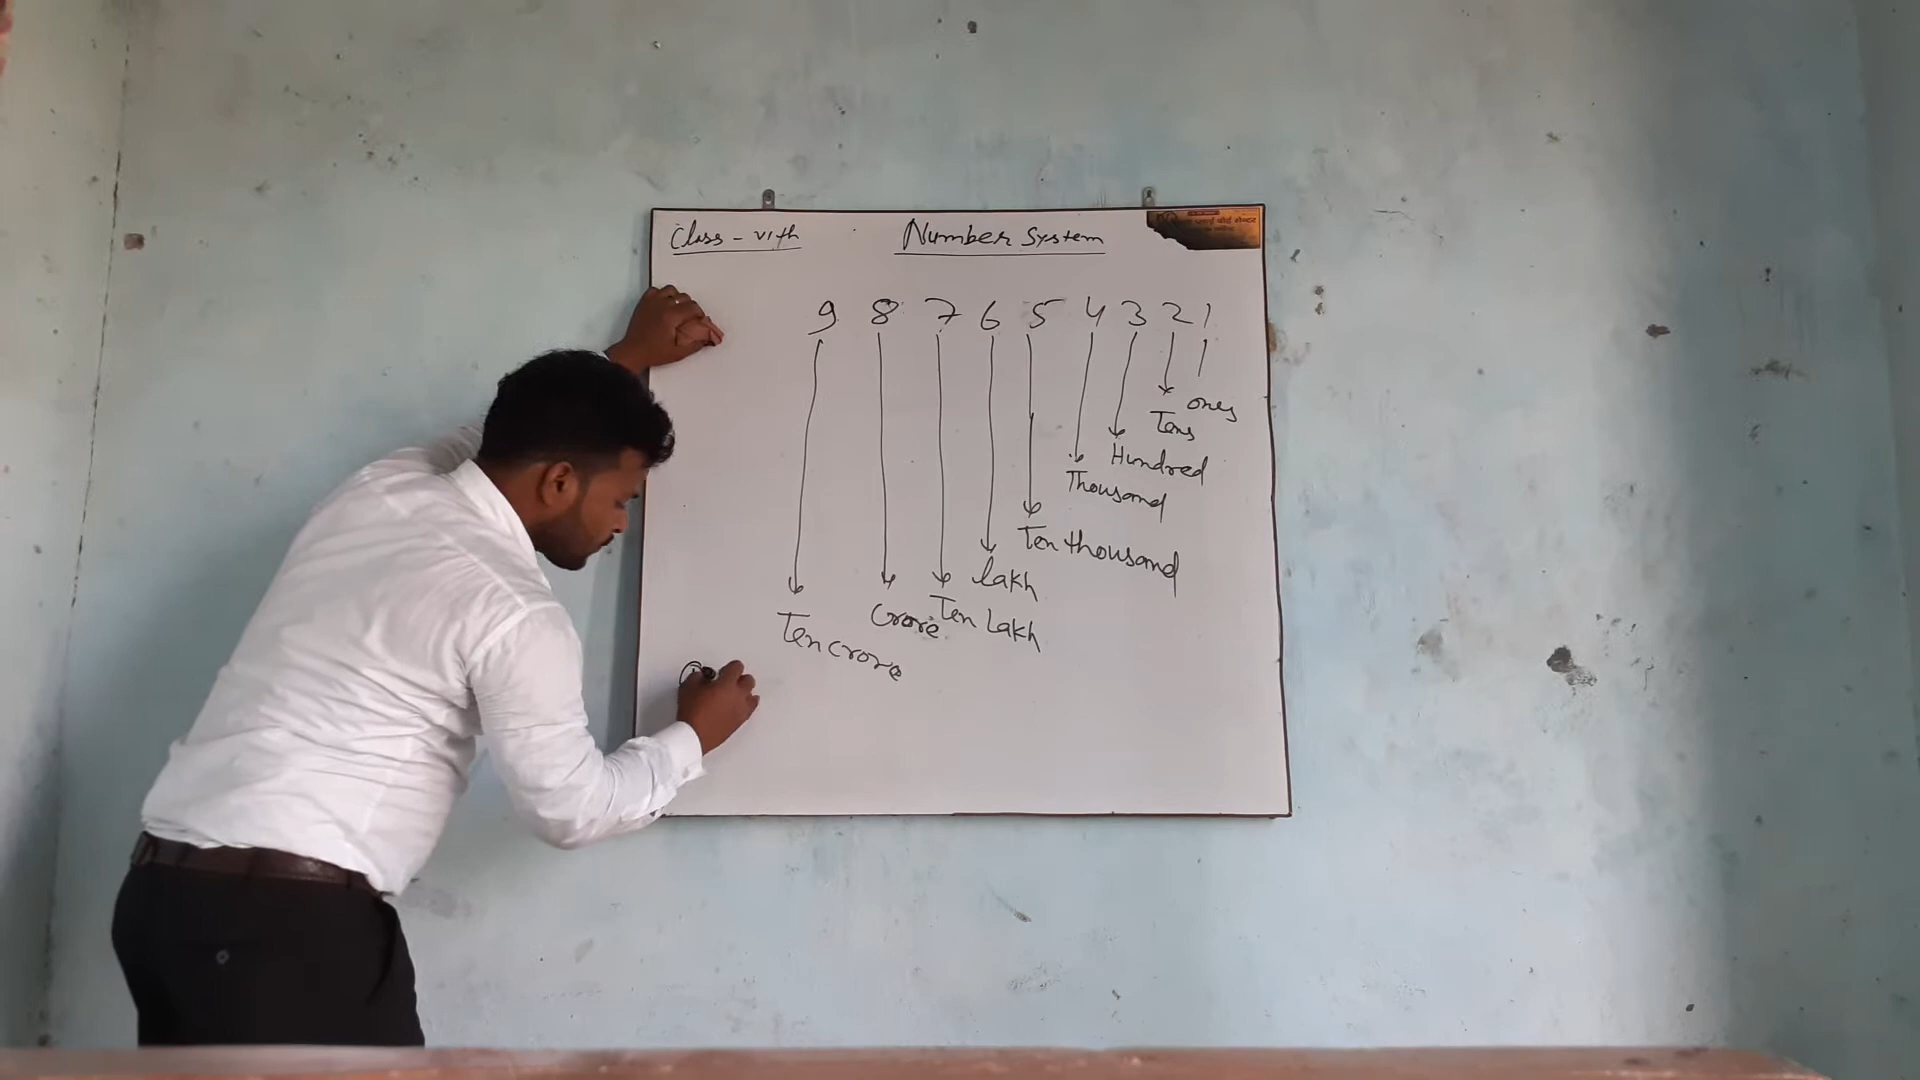 Class - VIth
Number System
9 8 7 6 5 4 3 2 1
ones
Tens
Hundred
Thousand
Ten thousand
lakh
Ten Lakh
Crore
Ten crore